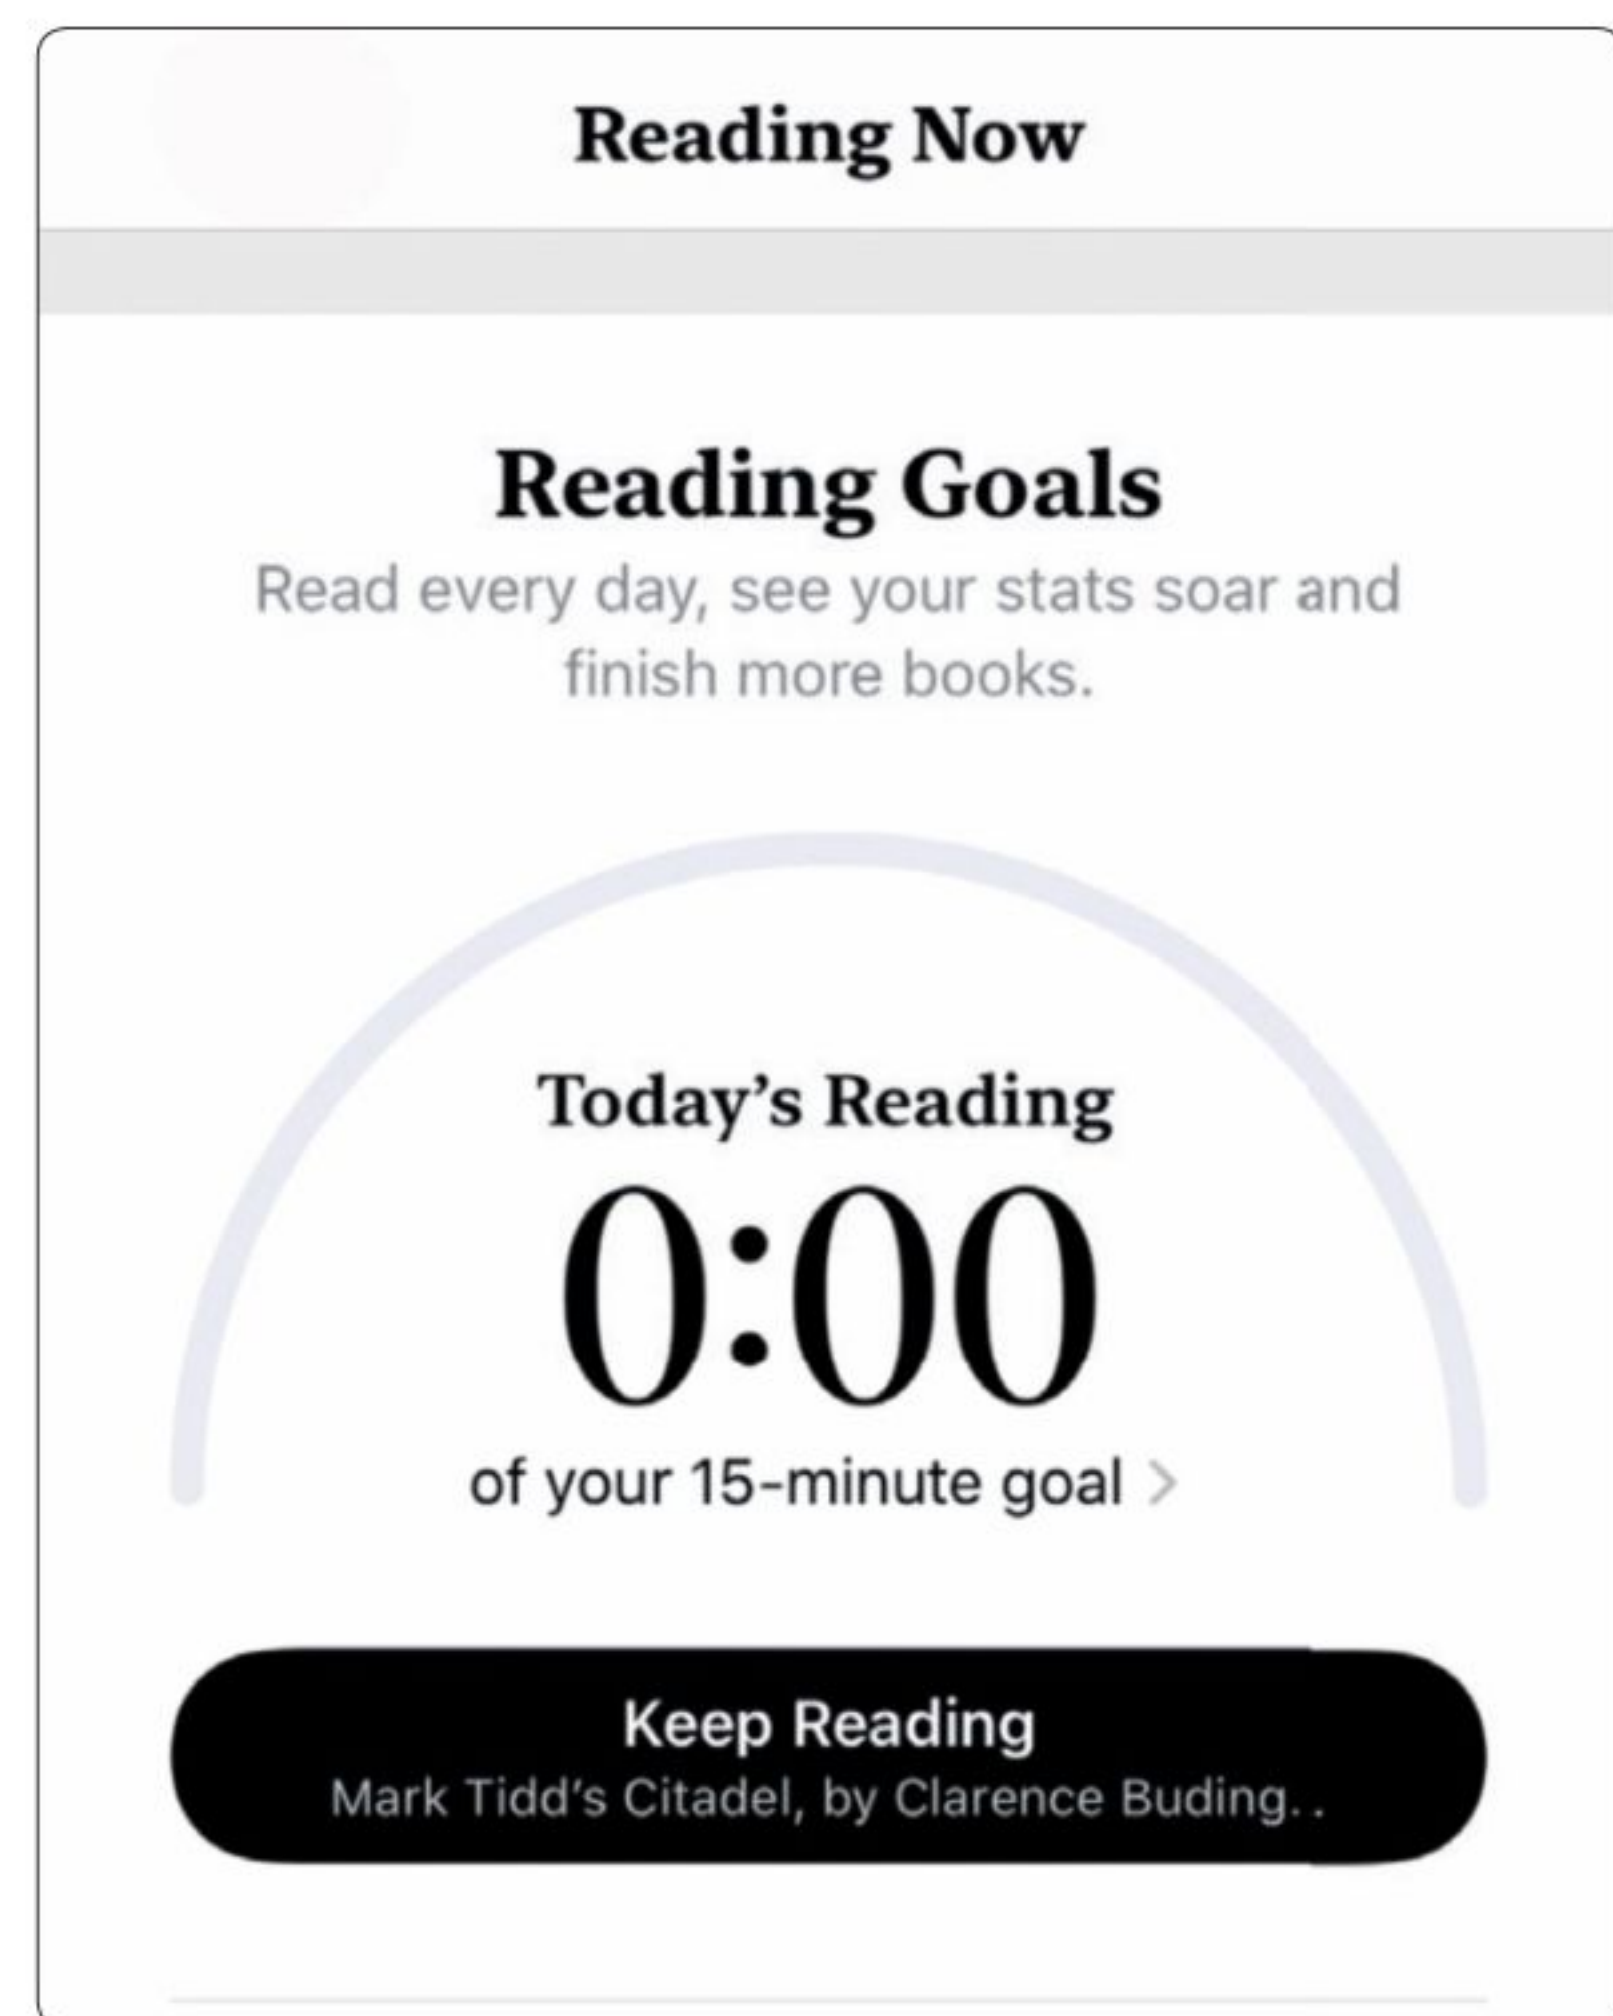 Reading Now
Reading Goals
Read every day, see your stats soar and
finish more books.
Today’s Reading
0:00
of your 15-minute goal >
Keep Reading
Mark Tidd’s Citadel, by Clarence Buding. .